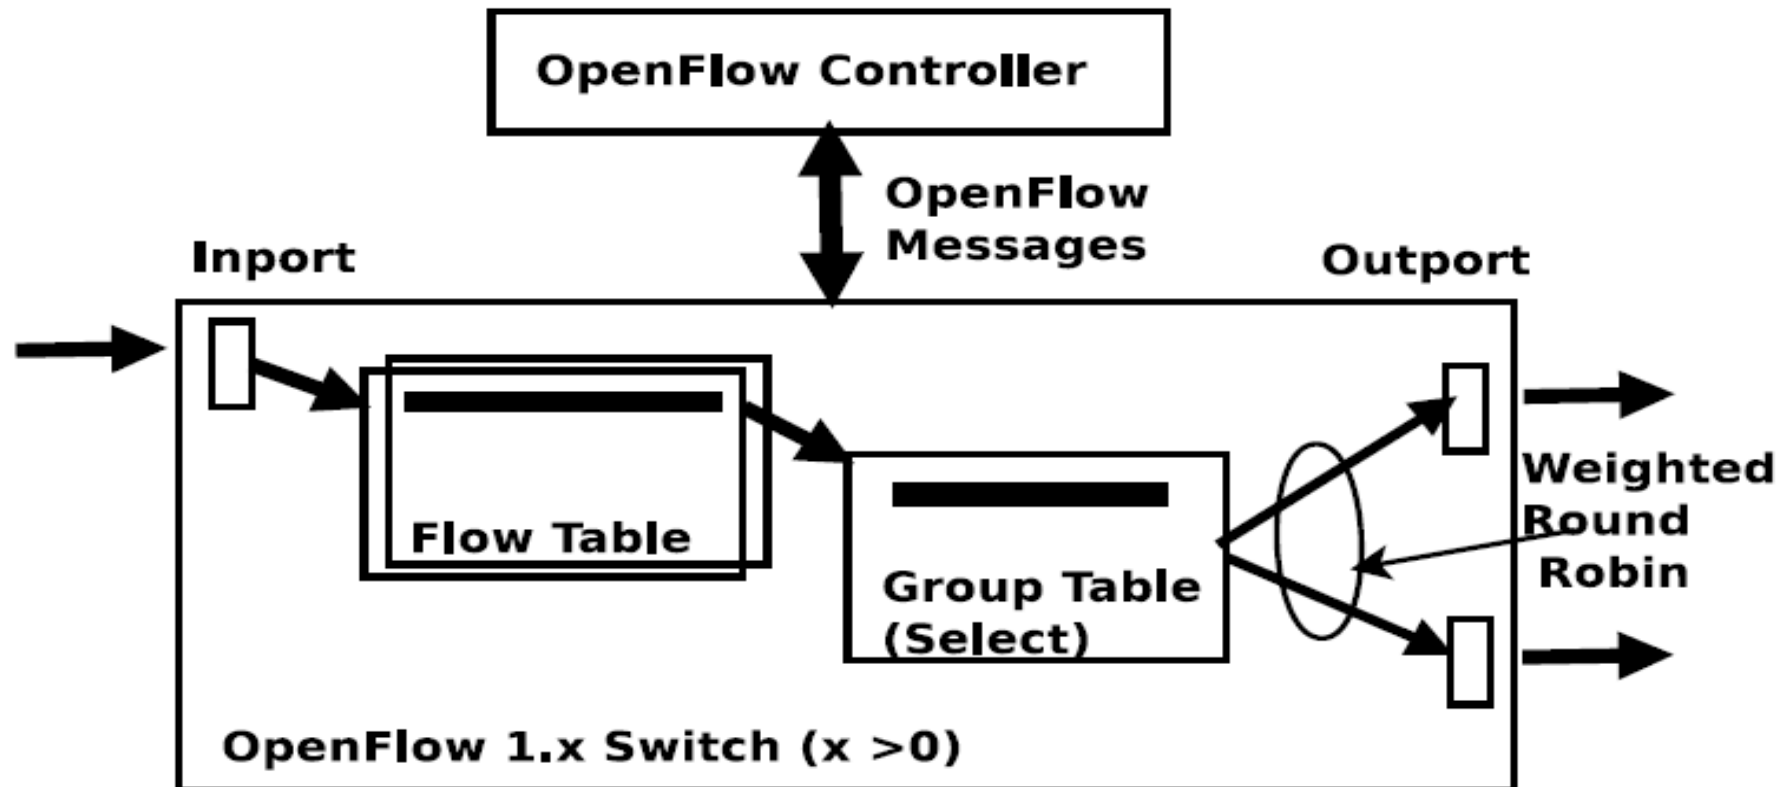 OpenFlow Controller
OpenFlow
Messages
Inport
Outport
Flow Table
Group Table
(Select)
Weighted
Round
Robin
OpenFlow 1.x Switch (x >0)